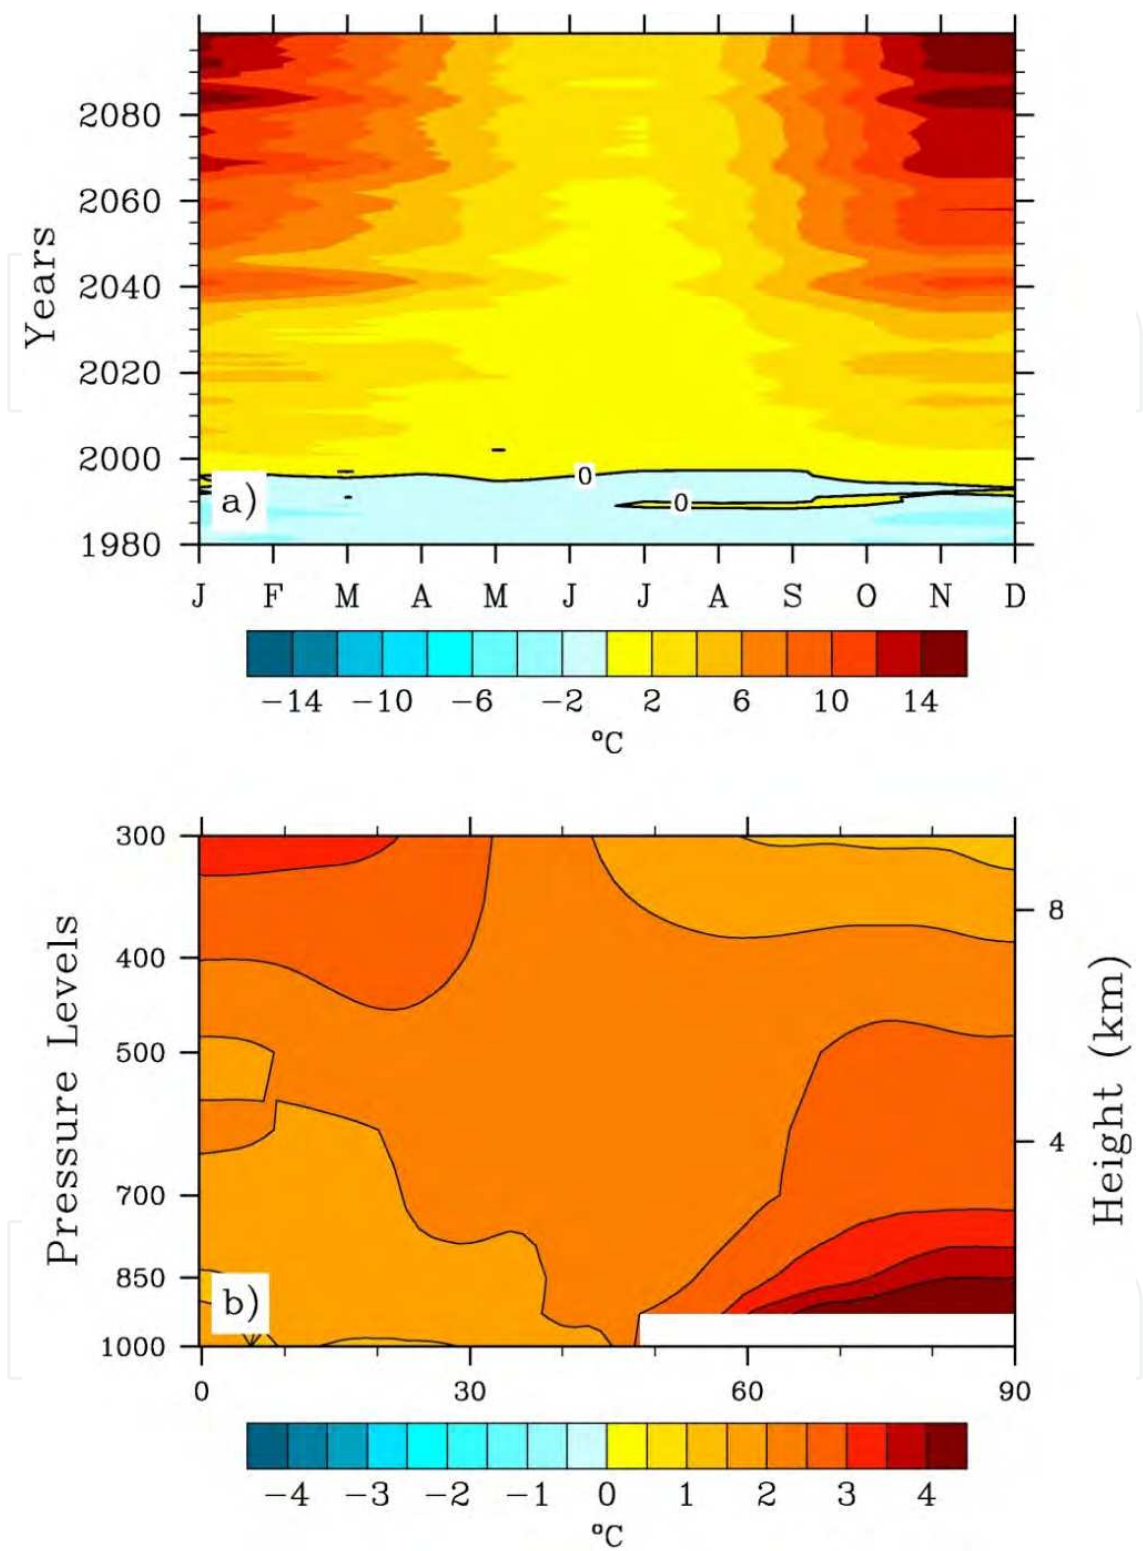 2080
2060
2040
2020
2000
1980
Years
a)
0
0
J F M A M J J A S O N D
−14 −10 −6 −2 2 6 10 14
ºC
300
400
500
700
850
1000
Pressure Levels
8
4
Height (km)
b)
0 30 60 90
−4 −3 −2 −1 0 1 2 3 4
ºC